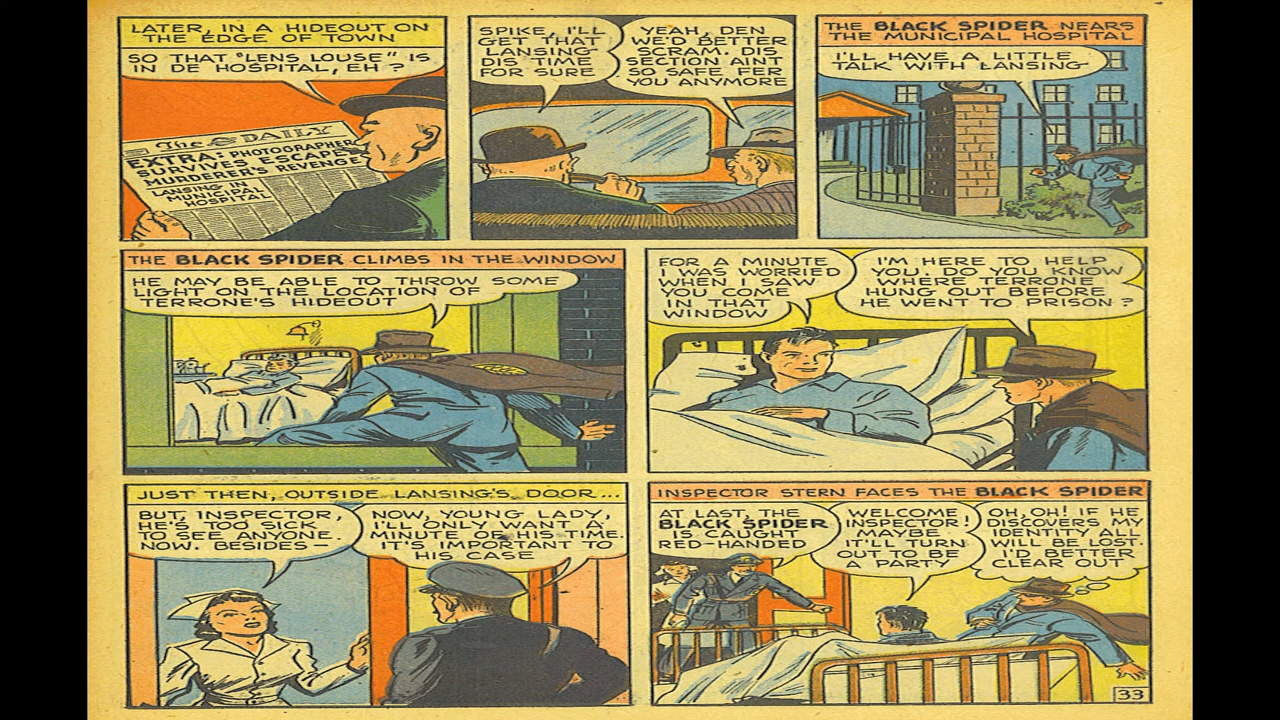 LATER, IN A HIDEOUT ON
THE EDGE OF TOWN
SO THAT "LENS LOUSE" IS
IN DE HOSPITAL, EH ?
The DAILY
EXTRA: PHOTOGRAPHER
SURVIVES ESCAPED
MURDERER'S REVENGE
LANSING IN
MUNICIPAL
HOSPITAL
SPIKE, I'LL
GET THAT
LANSING
DIS TIME
FOR SURE
YEAH, DEN
WE'D BETTER
SCRAM. DIS
SECTION AINT
SO SAFE FER
YOU ANYMORE
THE BLACK SPIDER NEARS
THE MUNICIPAL HOSPITAL
I'LL HAVE A LITTLE
TALK WITH LANSING
THE BLACK SPIDER CLIMBS IN THE WINDOW
HE MAY BE ABLE TO THROW SOME
LIGHT ON THE LOCATION OF
TERRONE'S HIDEOUT
FOR A MINUTE
I WAS WORRIED
WHEN I SAW
YOU COME
IN THAT
WINDOW
I'M HERE TO HELP
YOU. DO YOU KNOW
WHERE TERRONE
HUNG OUT BEFORE
HE WENT TO PRISON ?
JUST THEN, OUTSIDE LANSING'S DOOR...
BUT, INSPECTOR,
HE'S TOO SICK
TO SEE ANYONE
NOW. BESIDES-
NOW, YOUNG LADY,
I'LL ONLY WANT A
MINUTE OF HIS TIME.
IT'S IMPORTANT TO
HIS CASE
INSPECTOR STERN FACES THE BLACK SPIDER
AT LAST, THE
BLACK SPIDER
IS CAUGHT
RED-HANDED
WELCOME
INSPECTOR!
MAYBE
IT'LL TURN
OUT TO BE
A PARTY
OH, OH! IF HE
DISCOVERS MY
IDENTITY ALL
WILL BE LOST.
I'D BETTER
CLEAR OUT
33